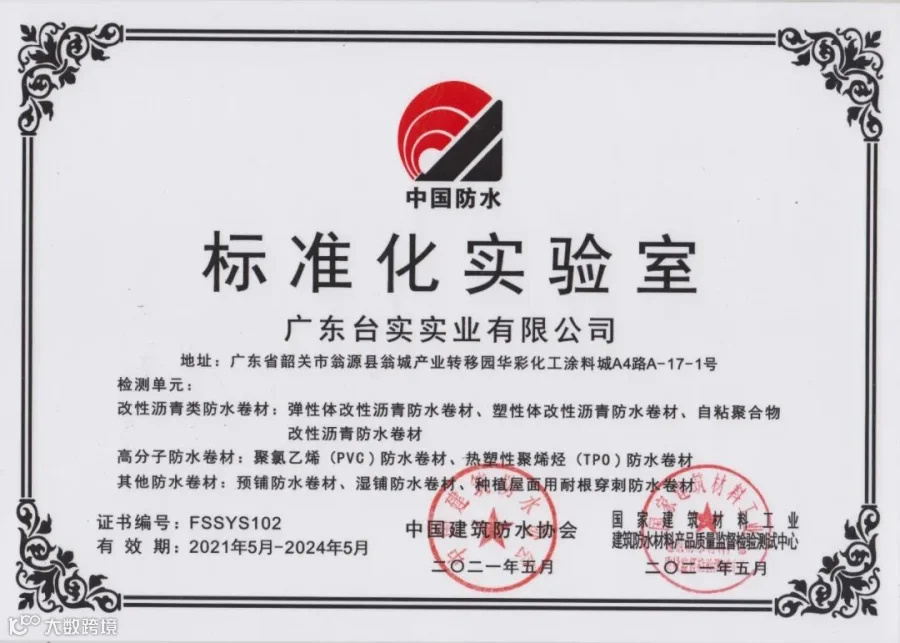 中国防水
标准化实验室
广东台实实业有限公司
地址：广东省韶关市翁源县翁城产业转移园华彩化工涂料城A4路A-17-1号
检测单元：
改性沥青类防水卷材：弹性体改性沥青防水卷材、塑性体改性沥青防水卷材、自粘聚合物
改性沥青防水卷材
高分子防水卷材：聚氯乙烯（PVC）防水卷材、热塑性聚烯烃（TPO）防水卷材
其他防水卷材：预铺防水卷材、湿铺防水卷材、种植屋面用耐根穿刺防水卷材
证书编号：FSSYS102
有 效 期：2021年5月-2024年5月
中国建筑防水协会
二〇二一年五月
国家建筑材料工业
建筑防水材料产品质量监督检验测试中心
二〇二一年五月
大数跨境